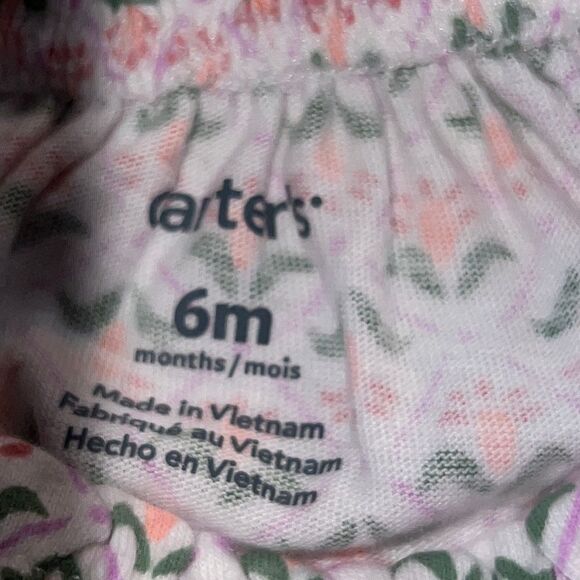 carter's
6m
months/mois
Made in Vietnam
Fabriqué au Vietnam
Hecho en Vietnam